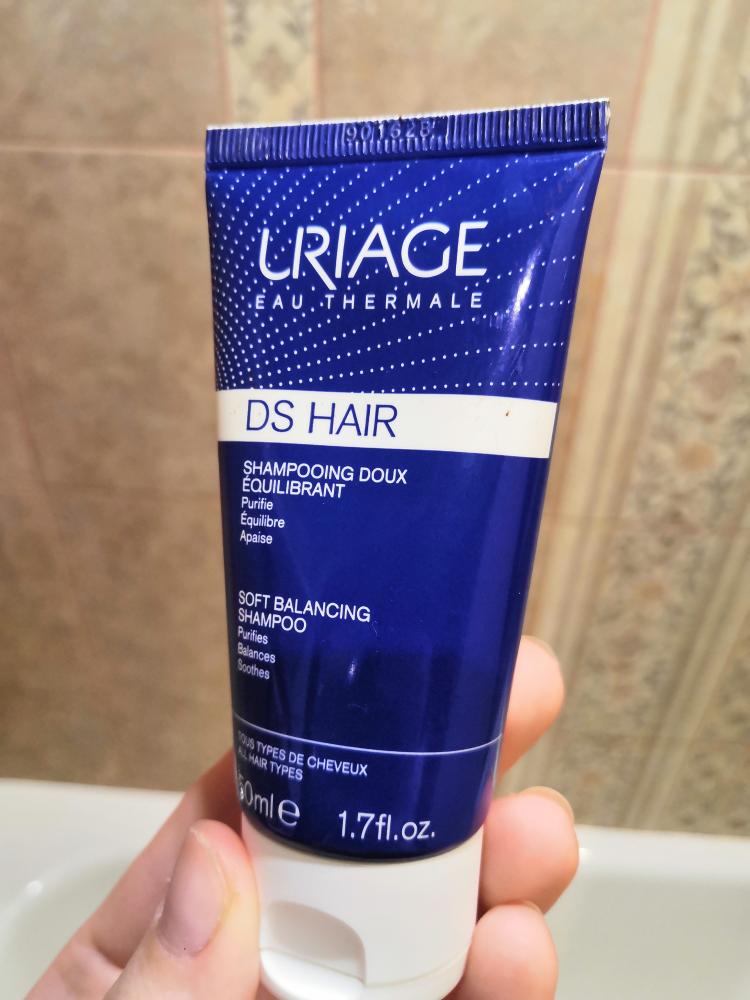 901628
URIAGE
EAU THERMALE
DS HAIR
SHAMPOOING DOUX
ÉQUILIBRANT
Purifie
Équilibre
Apaise
SOFT BALANCING
SHAMPOO
Purifies
Balances
Soothes
TOUS TYPES DE CHEVEUX
ALL HAIR TYPES
50ml e 1.7fl.oz.